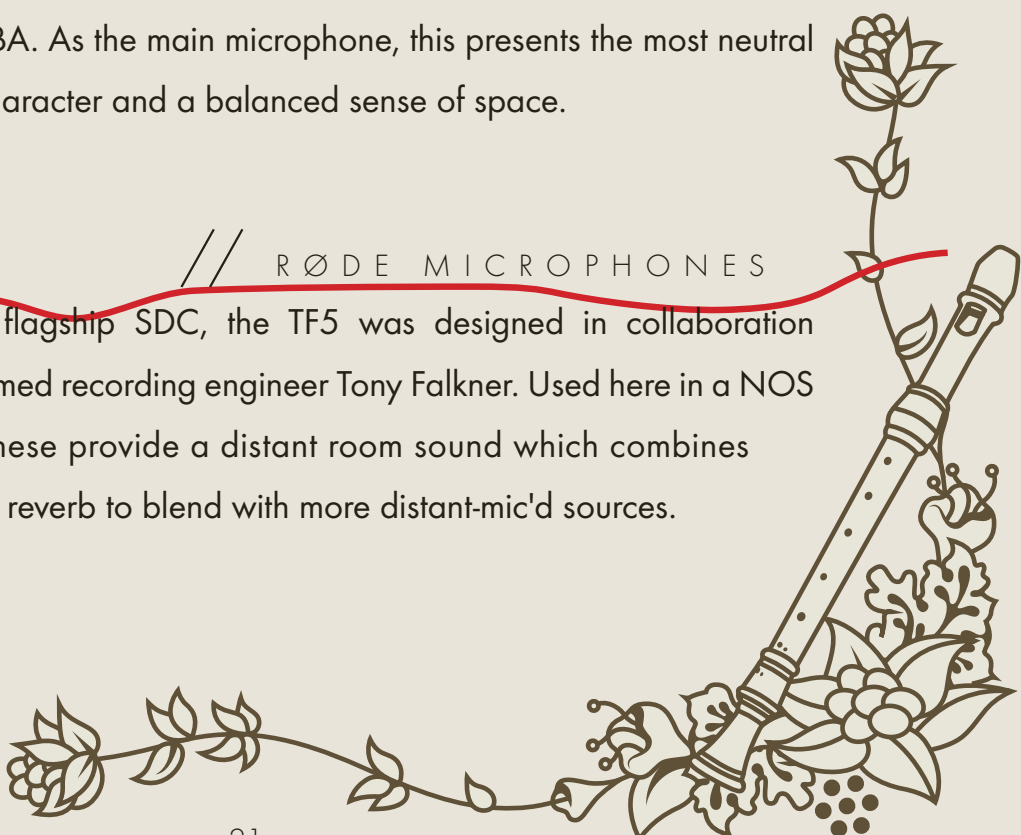 BA. As the main microphone, this presents the most neutral
aracter and a balanced sense of space.
// RØDE MICROPHONES
flagship SDC, the TF5 was designed in collaboration
med recording engineer Tony Falkner. Used here in a NOS
hese provide a distant room sound which combines
reverb to blend with more distant-mic'd sources.